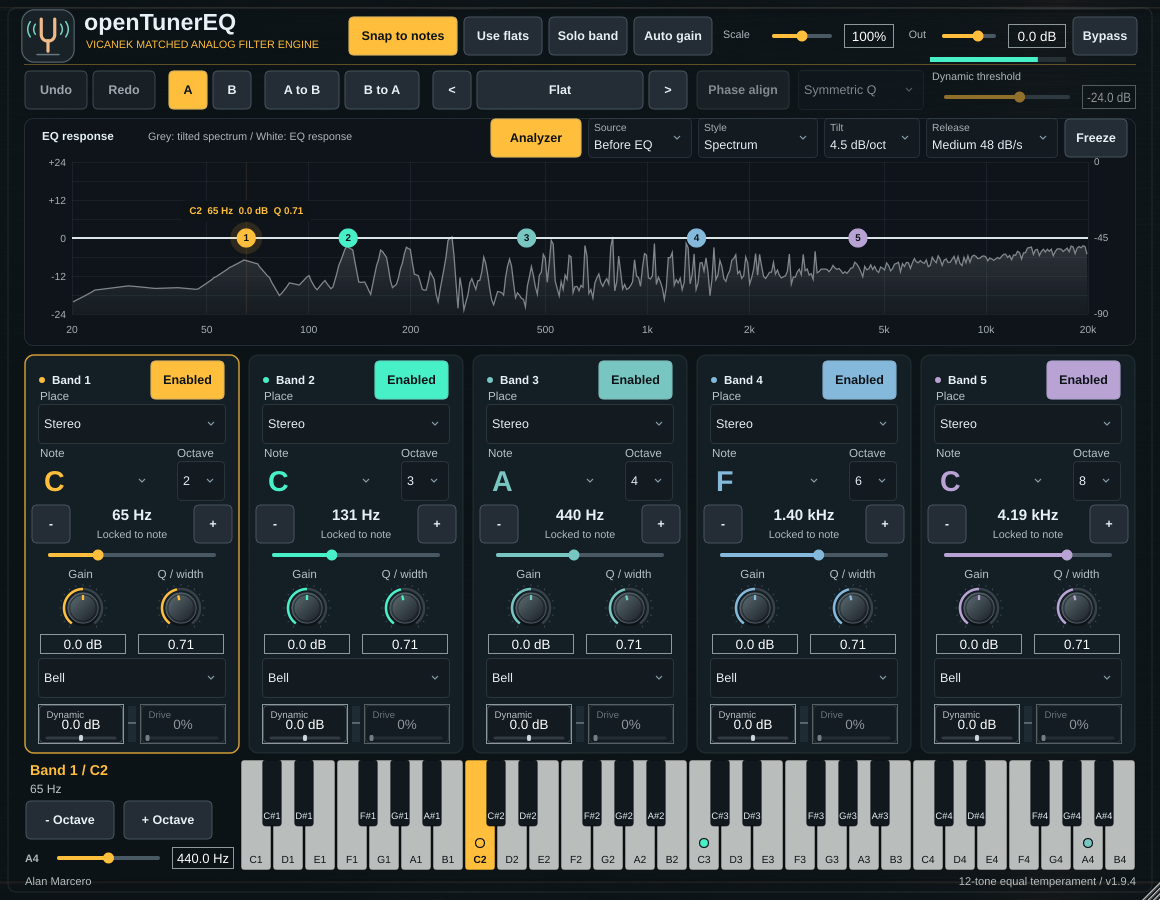 openTunerEQ
VICANEK MATCHED ANALOG FILTER ENGINE
Snap to notes Use flats Solo band Auto gain Scale 100% Out 0.0 dB Bypass
Undo Redo A B A to B B to A < Flat > Phase align Symmetric Q Dynamic threshold -24.0 dB
EQ response Grey: tilted spectrum / White: EQ response Analyzer Source Before EQ Style Spectrum Tilt 4.5 dB/oct Release Medium 48 dB/s Freeze
+24 0
+12
C2 65 Hz 0.0 dB Q 0.71
0 1 2 3 4 5 -45
-12
-24 -90
20 50 100 200 500 1k 2k 5k 10k 20k
Band 1 Enabled Band 2 Enabled Band 3 Enabled Band 4 Enabled Band 5 Enabled
Place Place Place Place Place
Stereo Stereo Stereo Stereo Stereo
Note Octave Note Octave Note Octave Note Octave Note Octave
C 2 C 3 A 4 F 6 C 8
- 65 Hz + - 131 Hz + - 440 Hz + - 1.40 kHz + - 4.19 kHz +
Locked to note Locked to note Locked to note Locked to note Locked to note
Gain Q / width Gain Q / width Gain Q / width Gain Q / width Gain Q / width
0.0 dB 0.71 0.0 dB 0.71 0.0 dB 0.71 0.0 dB 0.71 0.0 dB 0.71
Bell Bell Bell Bell Bell
Dynamic Drive Dynamic Drive Dynamic Drive Dynamic Drive Dynamic Drive
0.0 dB 0% 0.0 dB 0% 0.0 dB 0% 0.0 dB 0% 0.0 dB 0%
Band 1 / C2
65 Hz
- Octave + Octave
C#1 D#1 F#1 G#1 A#1 C#2 D#2 F#2 G#2 A#2 C#3 D#3 F#3 G#3 A#3 C#4 D#4 F#4 G#4 A#4
A4 440.0 Hz
C1 D1 E1 F1 G1 A1 B1 C2 D2 E2 F2 G2 A2 B2 C3 D3 E3 F3 G3 A3 B3 C4 D4 E4 F4 G4 A4 B4
Alan Marcero 12-tone equal temperament / v1.9.4